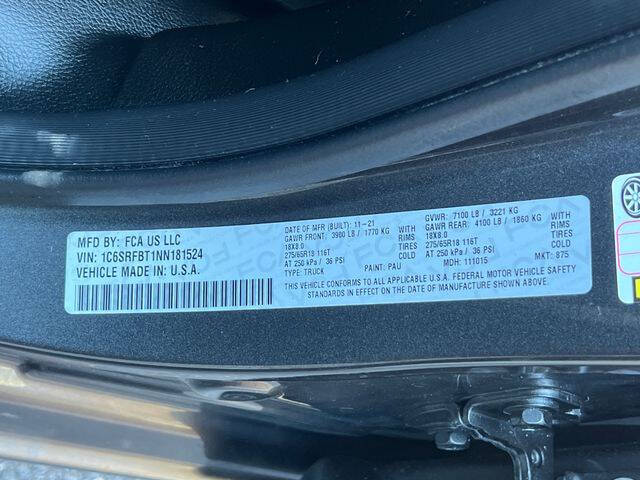 MFD BY: FCA US LLC
VIN: 1C6SRFBT1NN181524
VEHICLE MADE IN U.S.A.
DATE OF MFR (BUILT): 11-21
GAWR FRONT: 3900 LB / 1770 KG
18X8.0 RIMS
275/65R18 116T TIRES
AT 250 kPa / 36 PSI COLD
TYPE: TRUCK PAINT: PAU
GVWR: 7100 LB / 3221 KG
GAWR REAR: 4100 LB / 1860 KG
18X8.0 RIMS
275/65R18 116T TIRES
AT 250 kPa / 36 PSI COLD
MDH: 111015 MKT: 875
THIS VEHICLE CONFORMS TO ALL APPLICABLE U.S.A. FEDERAL MOTOR VEHICLE SAFETY
STANDARDS IN EFFECT ON THE DATE OF MANUFACTURE SHOWN ABOVE.